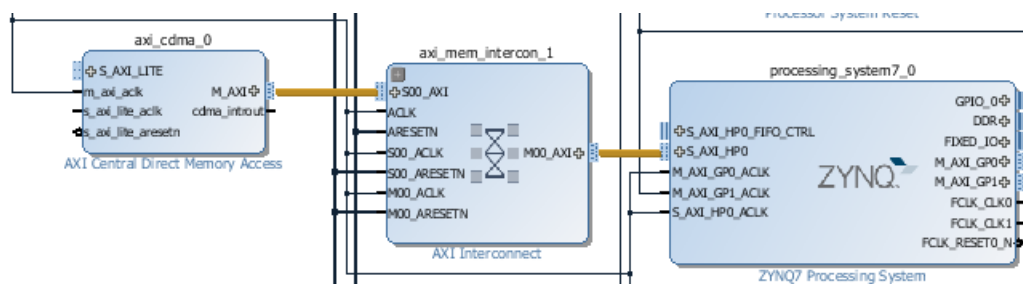 Processor System Reset
axi_cdma_0
S_AXI_LITE
m_axi_aclk
s_axi_lite_aclk
s_axi_lite_aresetn
M_AXI
cdma_introut
AXI Central Direct Memory Access
axi_mem_intercon_1
S00_AXI
ACLK
ARESETN
S00_ACLK
S00_ARESETN
M00_ACLK
M00_ARESETN
M00_AXI
AXI Interconnect
processing_system7_0
S_AXI_HP0_FIFO_CTRL
S_AXI_HP0
M_AXI_GP0_ACLK
M_AXI_GP1_ACLK
S_AXI_HP0_ACLK
ZYNQ
GPIO_0
DDR
FIXED_IO
M_AXI_GP0
M_AXI_GP1
FCLK_CLK0
FCLK_CLK1
FCLK_RESET0_N
ZYNQ7 Processing System